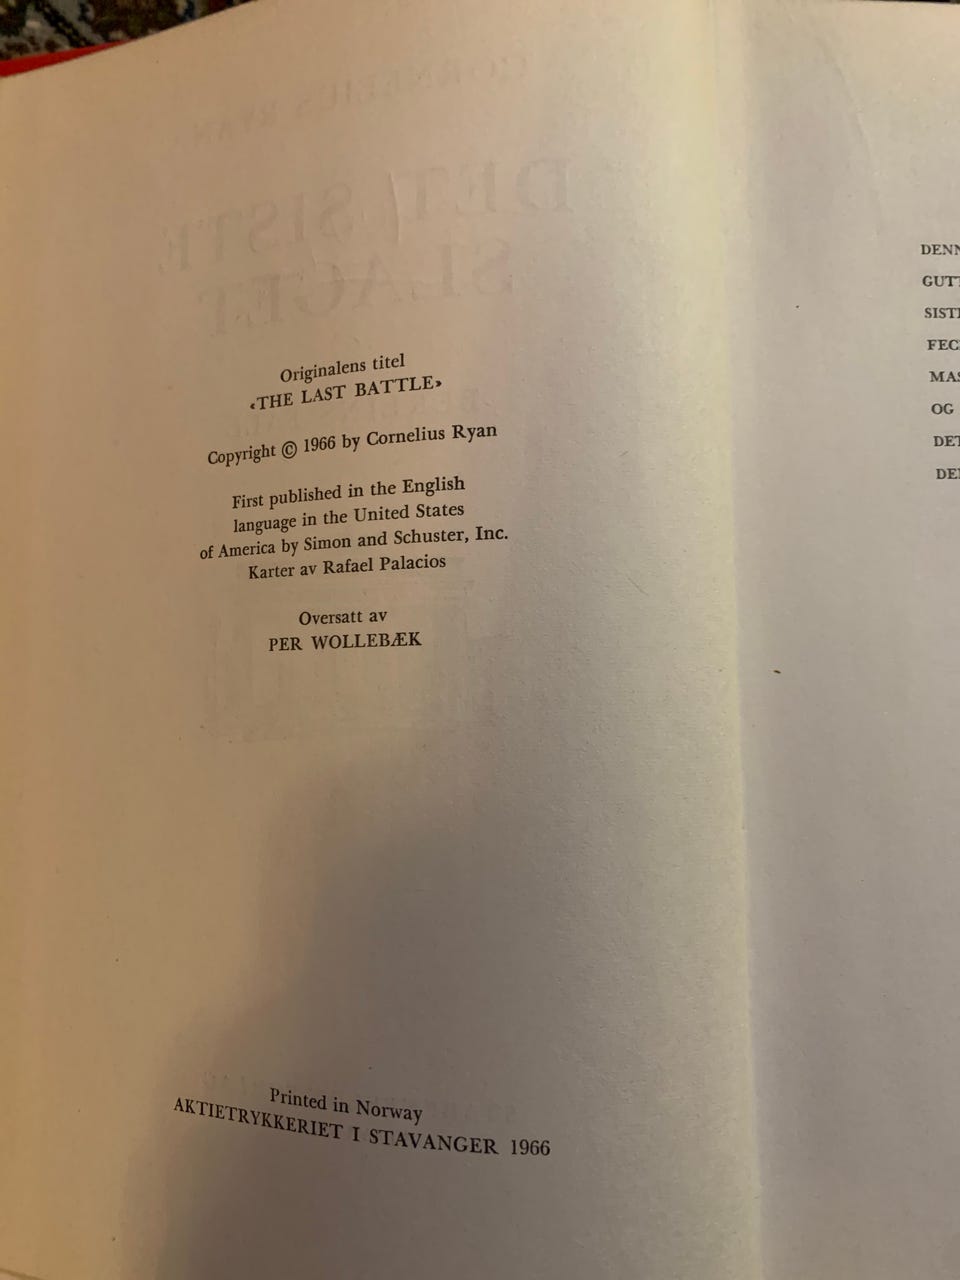 Originalens titel
«THE LAST BATTLE»
Copyright © 1966 by Cornelius Ryan
First published in the English
language in the United States
of America by Simon and Schuster, Inc.
Karter av Rafael Palacios
Oversatt av
PER WOLLEBÆK
Printed in Norway
AKTIETRYKKERIET I STAVANGER 1966
OG